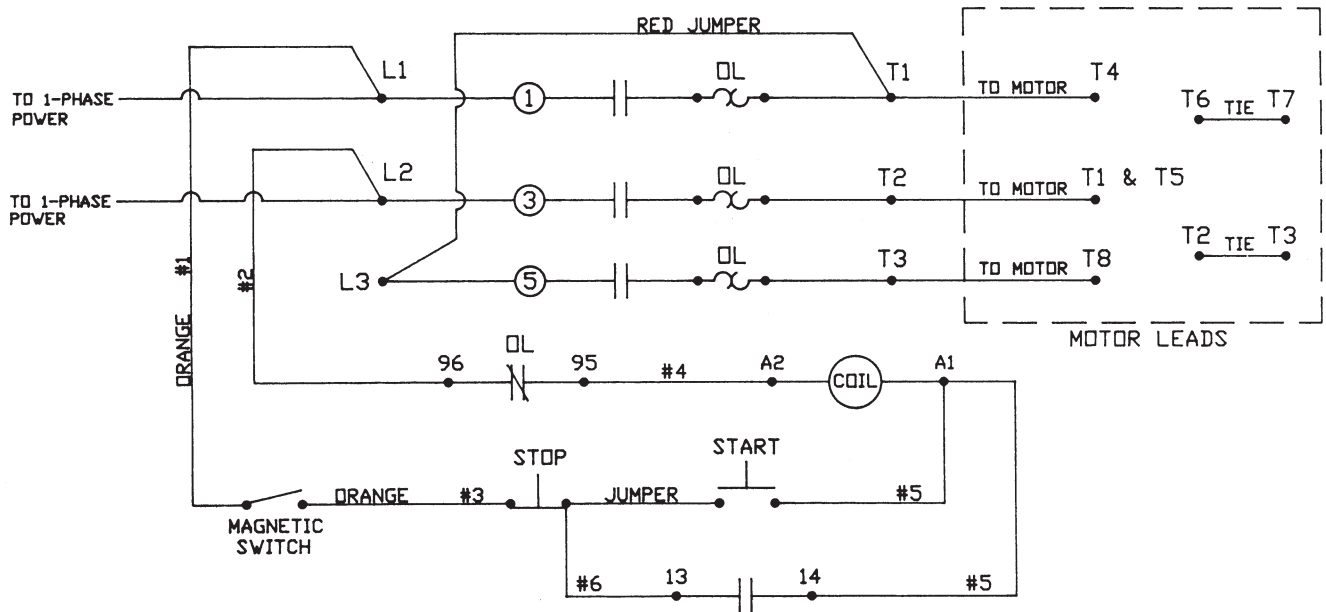 RED JUMPER
L1
OL
T1
T4
TO 1-PHASE
POWER
1
TO MOTOR
T6 TIE T7
L2
OL
T2
T1 & T5
TO 1-PHASE
POWER
3
TO MOTOR
#1
#2
L3
5
OL
T3
TO MOTOR
T8
T2 TIE T3
MOTOR LEADS
ORANGE
96
OL
95
#4
A2
COIL
A1
STOP
START
ORANGE
#3
JUMPER
#5
MAGNETIC
SWITCH
#6
13
14
#5